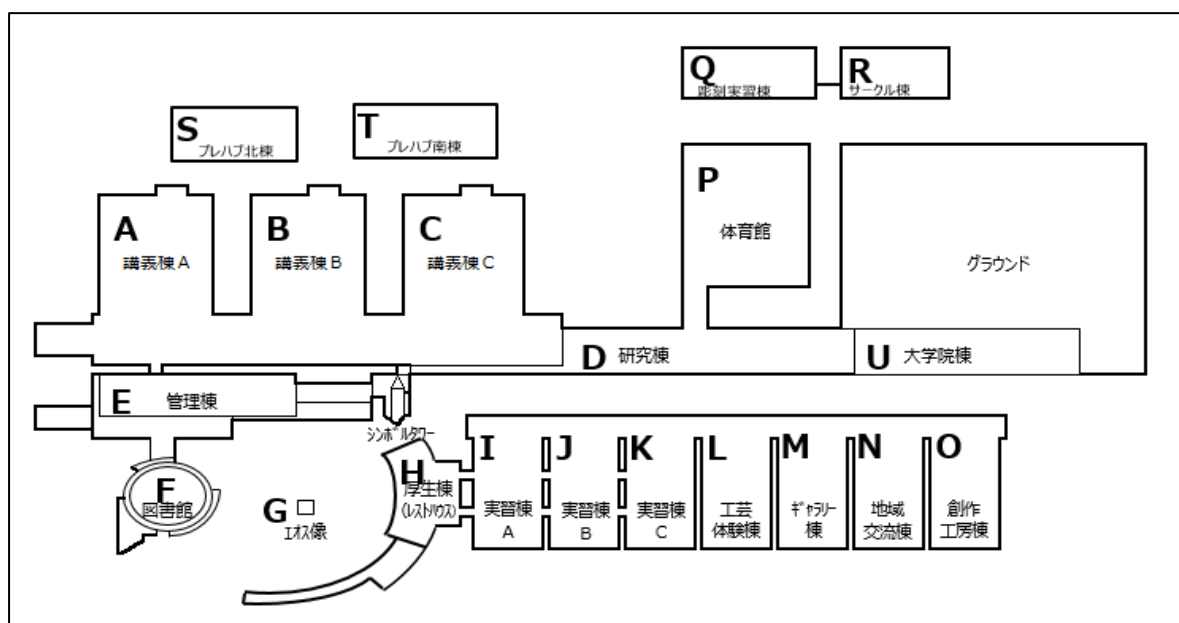 Q
彫刻実習棟
R
サークル棟
S
プレハブ北棟
T
プレハブ南棟
P
体育館
グラウンド
A
講義棟A
B
講義棟B
C
講義棟C
D 研究棟
U 大学院棟
E 管理棟
シンボルタワー
F
図書館
G
エオス像
H
厚生棟
(レストハウス)
I
実習棟
A
J
実習棟
B
K
実習棟
C
L
工芸
体験棟
M
ギャラリー
棟
N
地域
交流棟
O
創作
工房棟